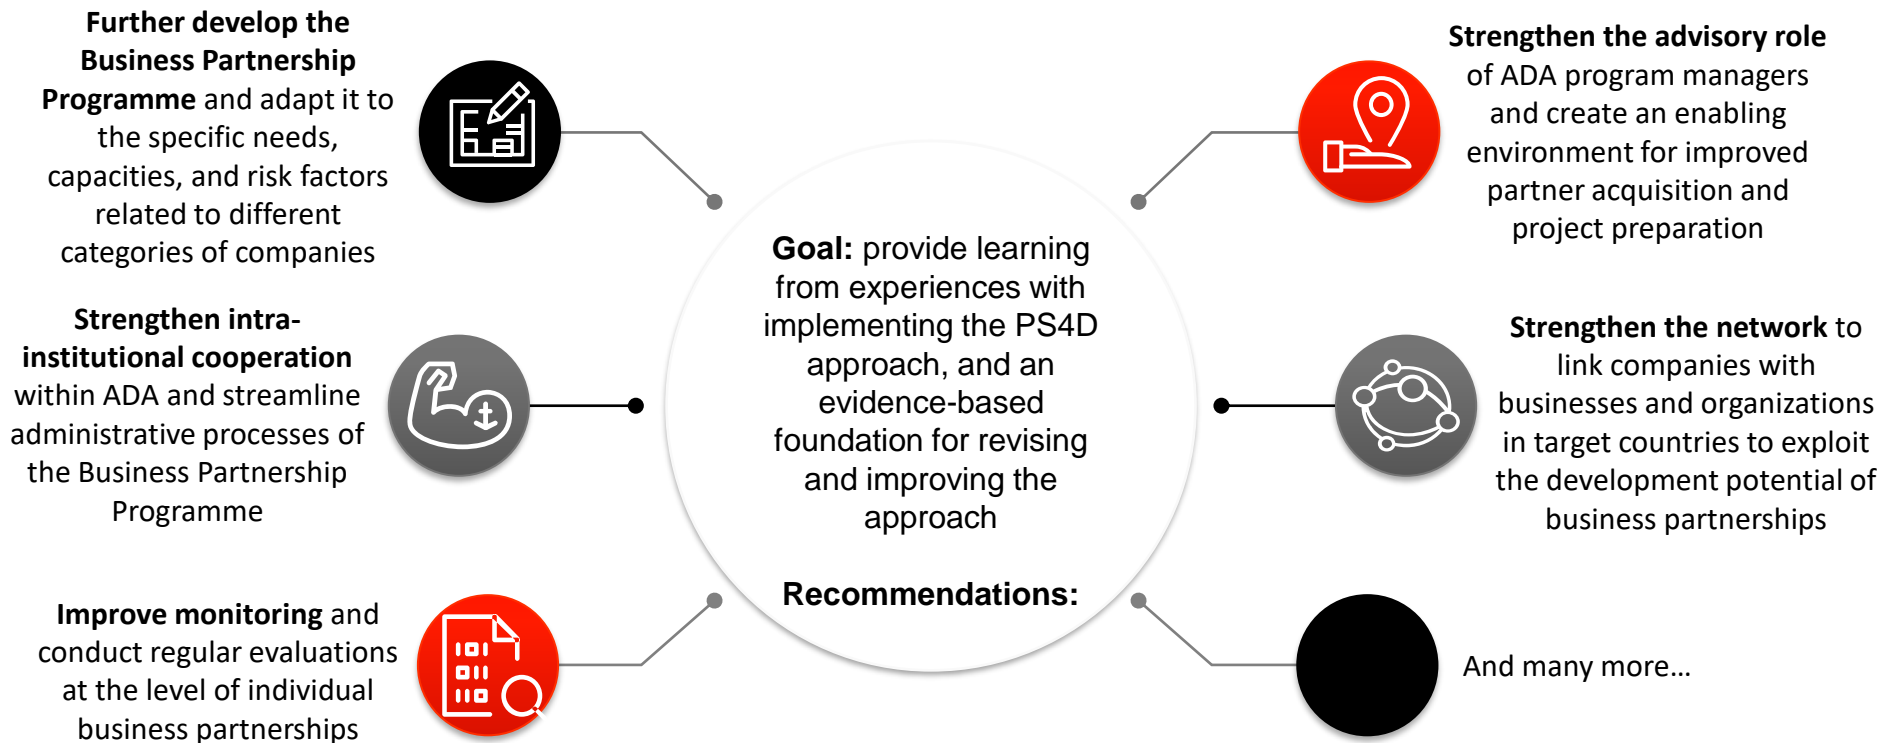 Further develop the
Business Partnership
Programme and adapt it to
the specific needs,
capacities, and risk factors
related to different
categories of companies
Strengthen intra-
institutional cooperation
within ADA and streamline
administrative processes of
the Business Partnership
Programme
Improve monitoring and
conduct regular evaluations
at the level of individual
business partnerships
Goal: provide learning
from experiences with
implementing the PS4D
approach, and an
evidence-based
foundation for revising
and improving the
approach
Recommendations:
Strengthen the advisory role
of ADA program managers
and create an enabling
environment for improved
partner acquisition and
project preparation
Strengthen the network to
link companies with
businesses and organizations
in target countries to exploit
the development potential of
business partnerships
And many more…